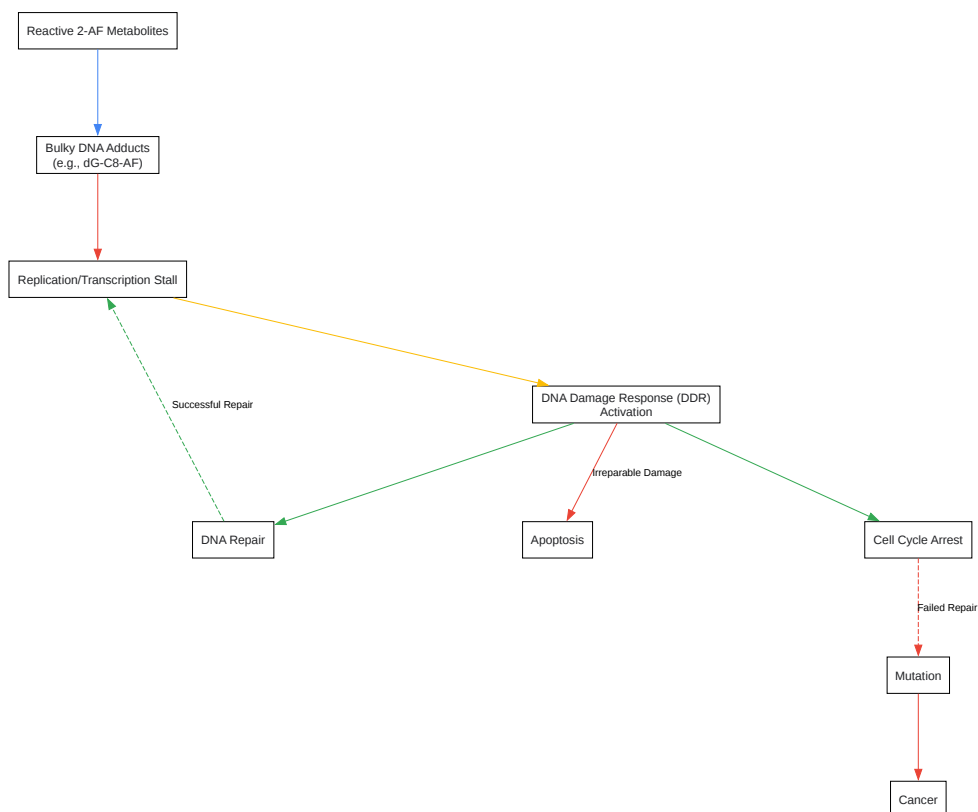 Reactive 2-AF Metabolites
Bulky DNA Adducts
(e.g., dG-C8-AF)
Replication/Transcription Stall
Successful Repair
DNA Damage Response (DDR)
Activation
Irreparable Damage
DNA Repair
Apoptosis
Cell Cycle Arrest
Failed Repair
Mutation
Cancer